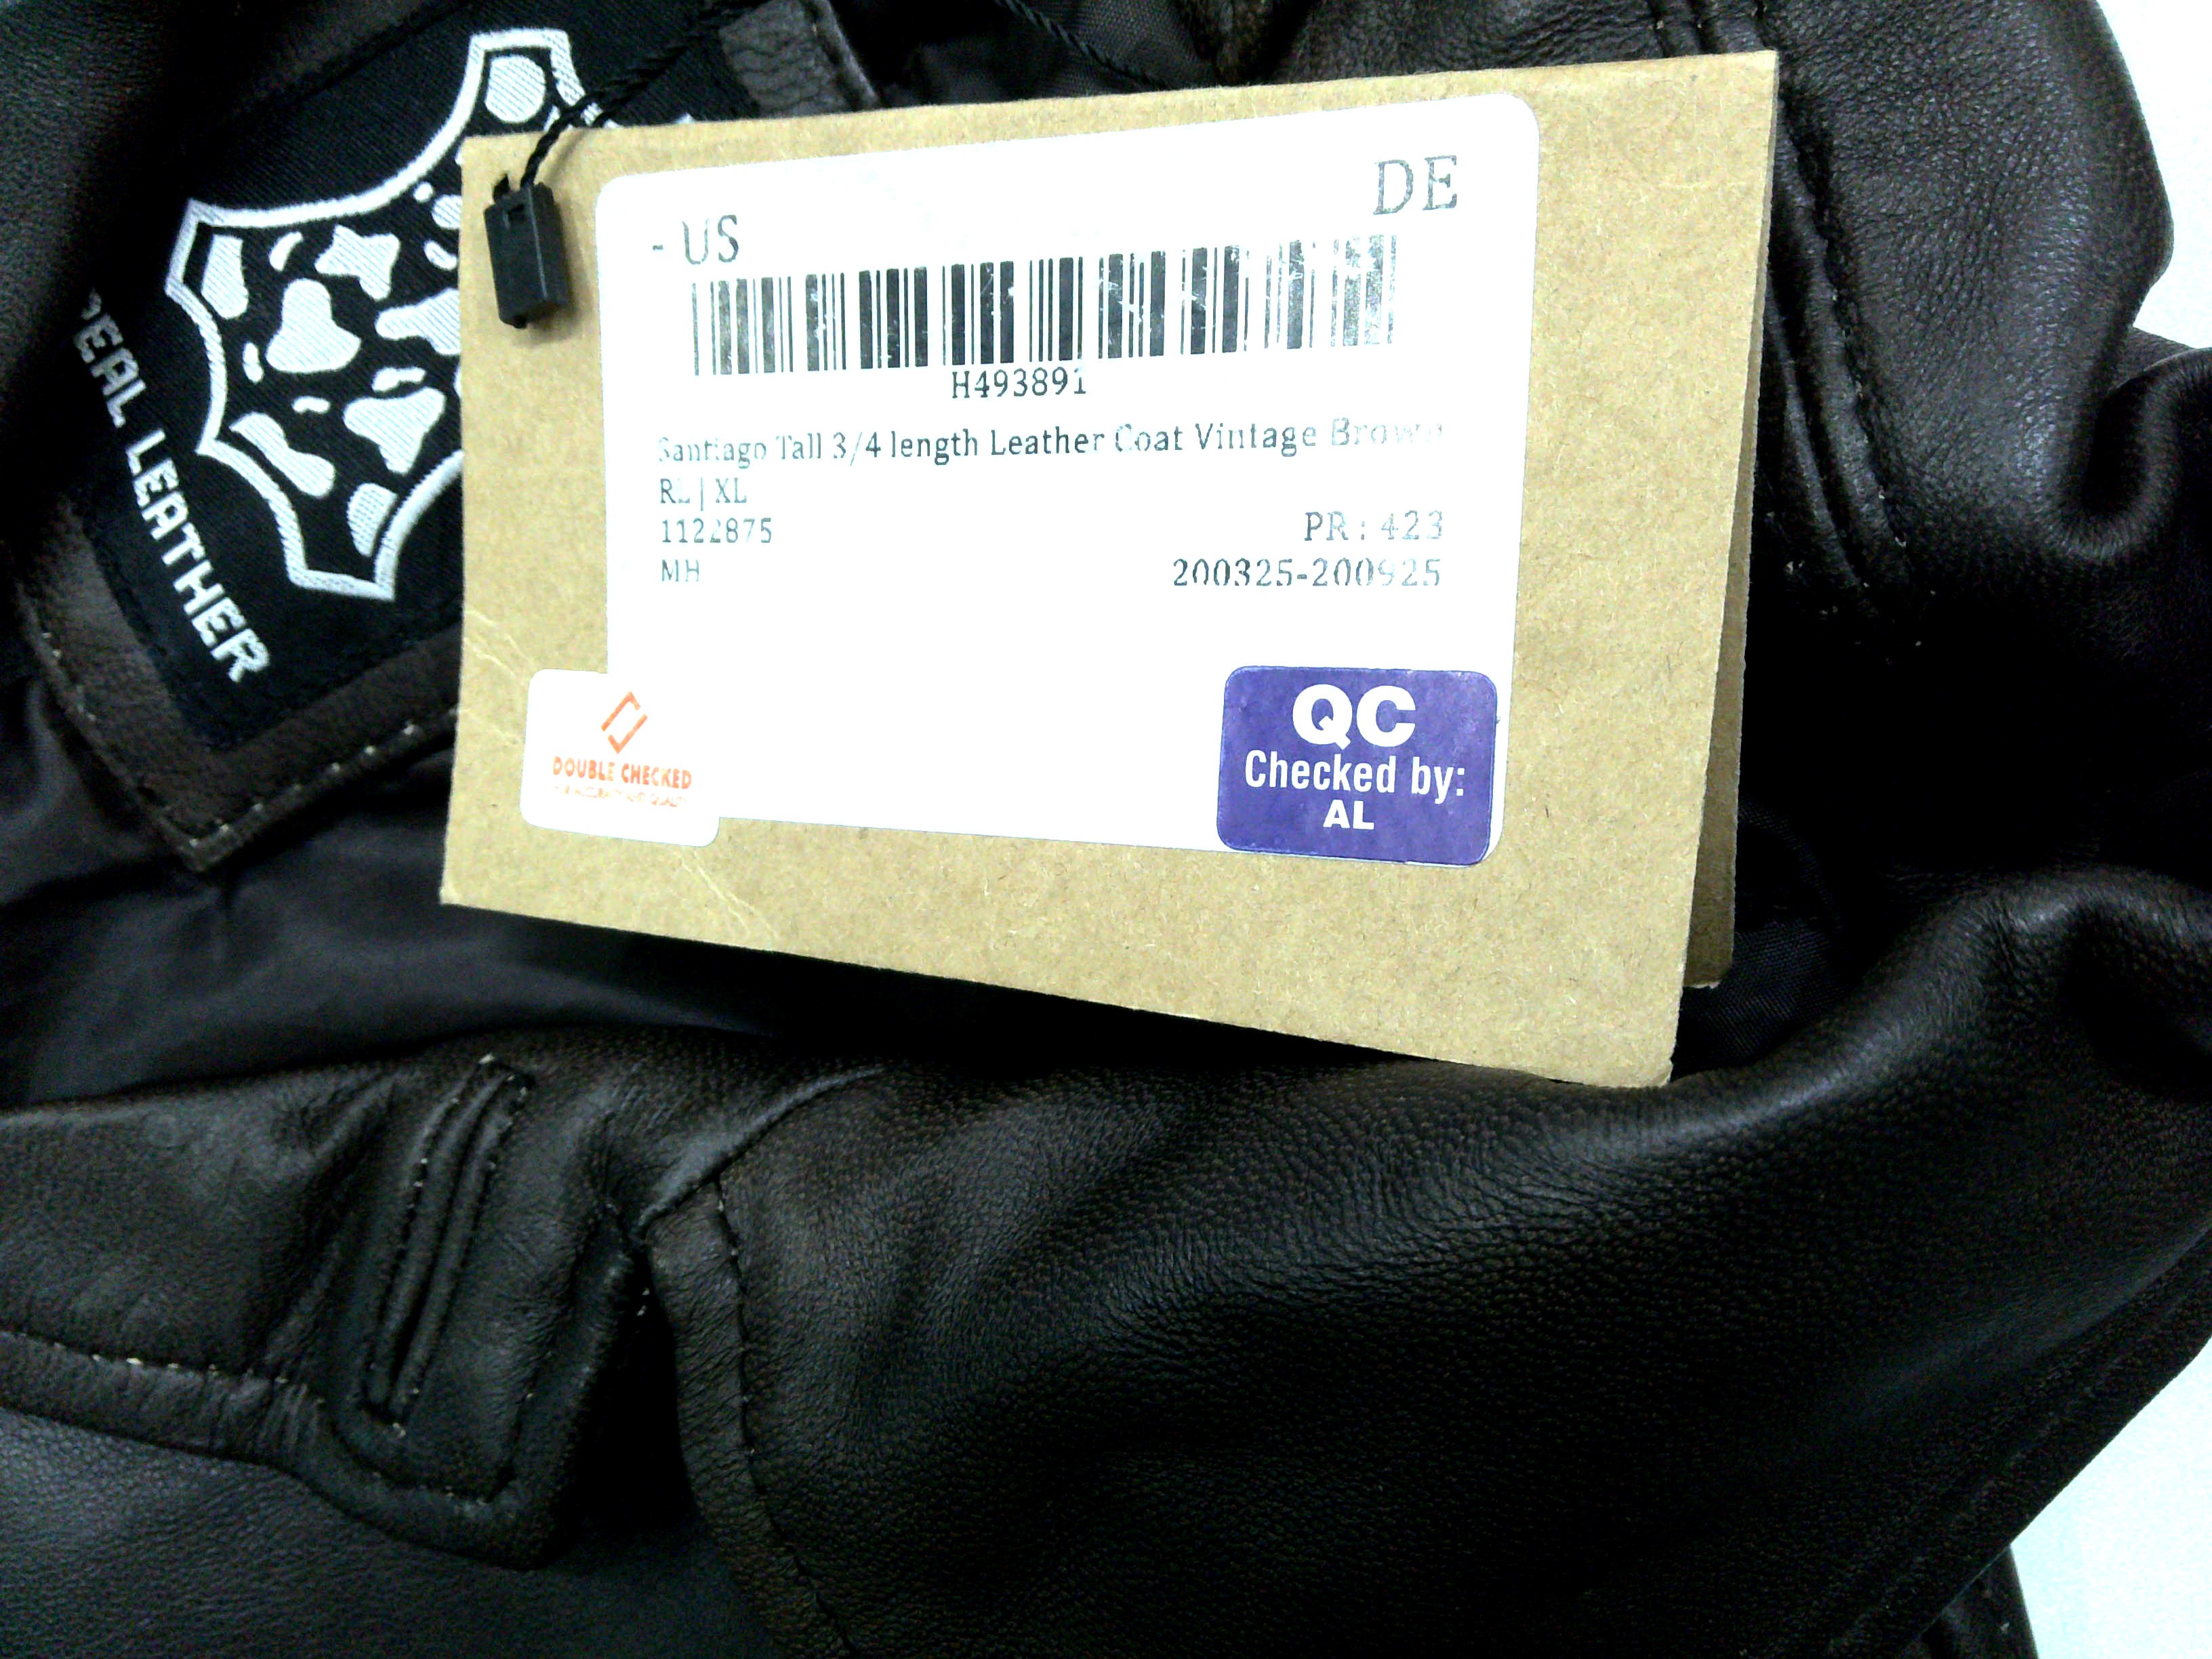 - US
DE
H493891
Santiago Tall 3/4 length Leather Coat Vintage Brown
RL | XL
1122875
PR : 423
MH
200325-200925
DOUBLE CHECKED
QC
Checked by:
AL
REAL LEATHER